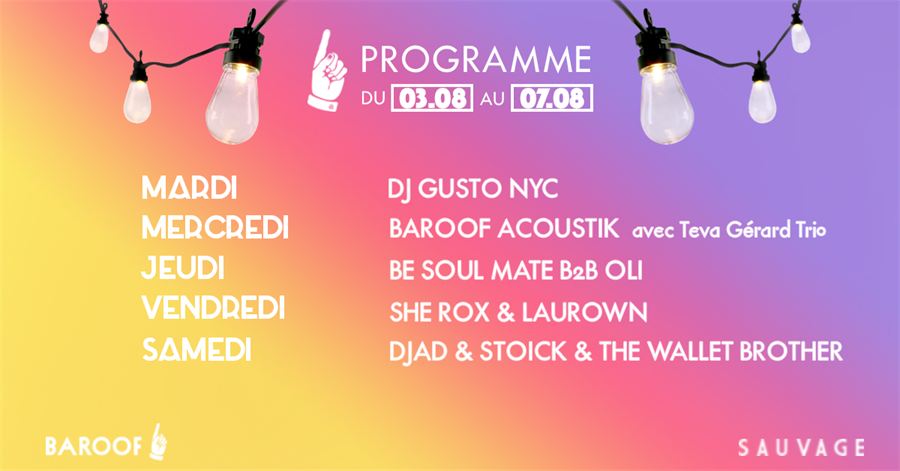 PROGRAMME
DU 03.08 AU 07.08
MARDI DJ GUSTO NYC
MERCREDI BAROOF ACOUSTIK avec Teva Gérard Trio
JEUDI BE SOUL MATE B2B OLI
VENDREDI SHE ROX & LAUROWN
SAMEDI DJAD & STOICK & THE WALLET BROTHER
BAROOF
SAUVAGE